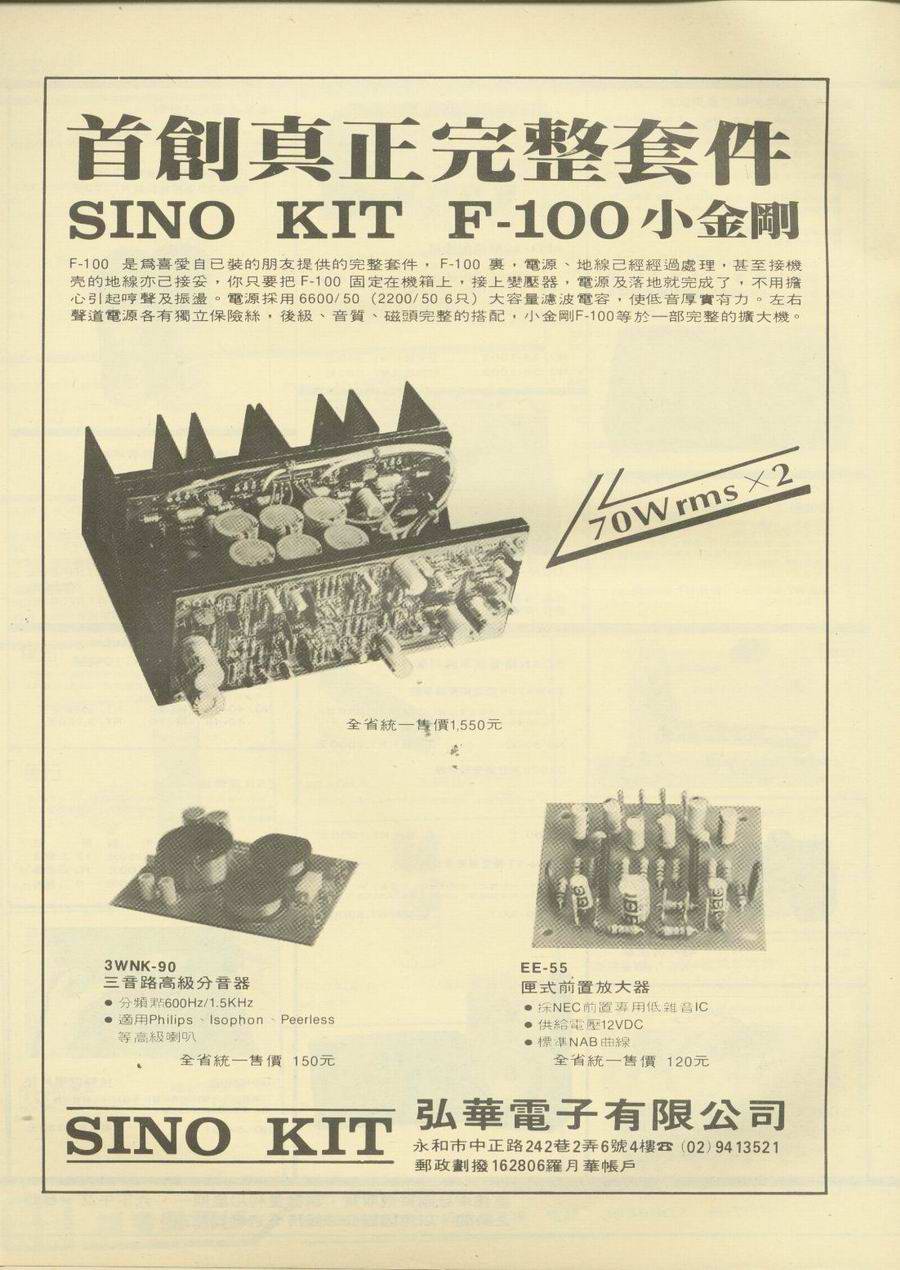 首創真正完整套件
SINO KIT F-100小金剛
F-100 是爲喜愛自已裝的朋友提供的完整套件，F-100 裏，電源、地線己經經過處理，甚至接機
壳的地線亦己接妥，你只要把 F-100 固定在機箱上，接上變壓器，電源及落地就完成了，不用擔
心引起哼聲及振盪。電源採用 6600/50（2200/50 6只）大容量濾波電容，使低音厚實有力。左右
聲道電源各有獨立保險絲，後級、音質、磁頭完整的搭配，小金剛F-100等於一部完整的擴大機。
70Wrms×2
全省統一售價1,550元
3WNK-90
三音路高級分音器
● 分頻點600Hz/1.5KHz
● 適用Philips、Isophon、Peerless
等高級喇叭
全省統一售價 150元
EE-55
匣式前置放大器
● 採NEC前置專用低雜音IC
● 供給電壓12VDC
● 標準NAB曲線
全省統一售價 120元
SINO KIT
弘華電子有限公司
永和市中正路242巷2弄6號4樓☎（02）9413521
郵政劃撥162806羅月華帳戶